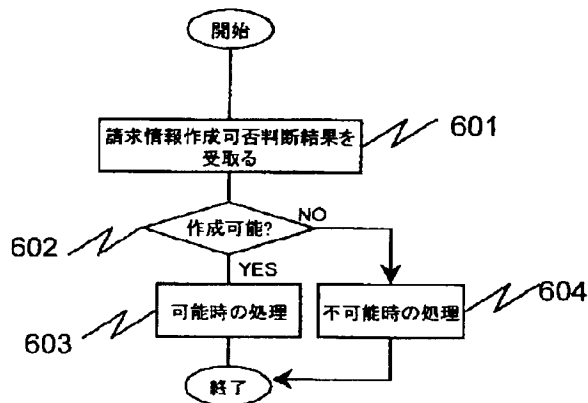 開始
請求情報作成可否判断結果を
受取る
601
作成可能?
NO
602
YES
可能時の処理
不可能時の処理
604
603
終了